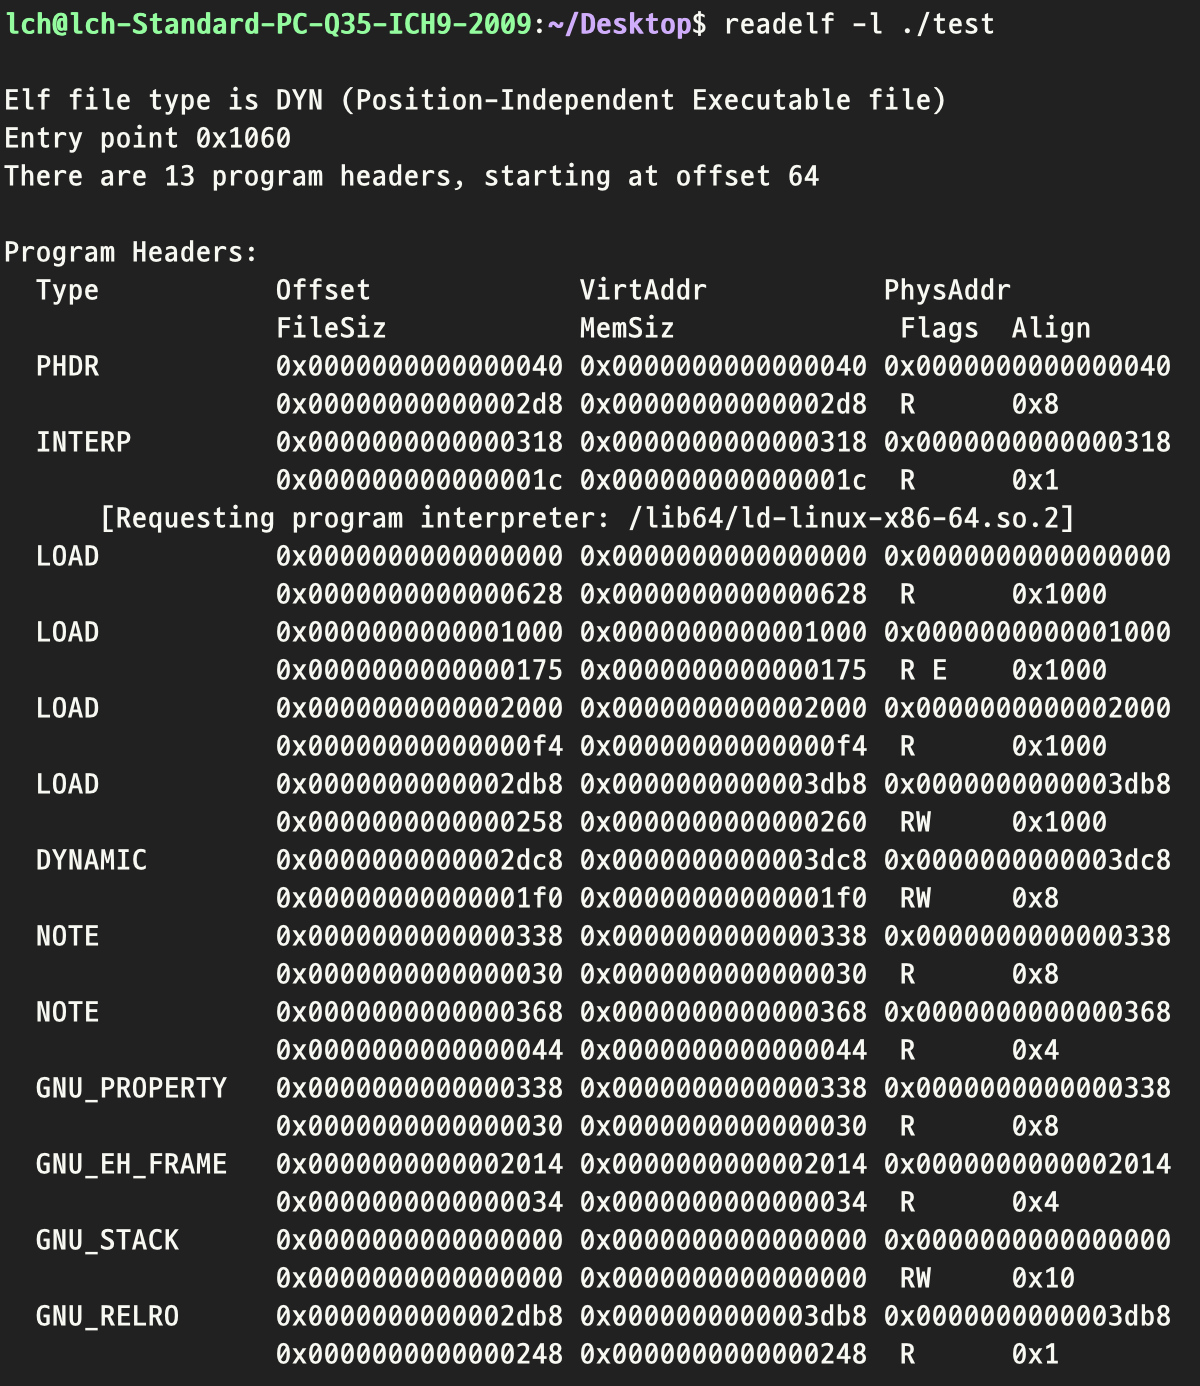 lch@lch-Standard-PC-Q35-ICH9-2009:~/Desktop$ readelf -l ./test
Elf file type is DYN (Position-Independent Executable file)
Entry point 0x1060
There are 13 program headers, starting at offset 64
Program Headers:
  Type           Offset             VirtAddr           PhysAddr
                 FileSiz            MemSiz              Flags  Align
  PHDR           0x0000000000000040 0x0000000000000040 0x0000000000000040
                 0x00000000000002d8 0x00000000000002d8  R      0x8
  INTERP         0x0000000000000318 0x0000000000000318 0x0000000000000318
                 0x000000000000001c 0x000000000000001c  R      0x1
      [Requesting program interpreter: /lib64/ld-linux-x86-64.so.2]
  LOAD           0x0000000000000000 0x0000000000000000 0x0000000000000000
                 0x0000000000000628 0x0000000000000628  R      0x1000
  LOAD           0x0000000000001000 0x0000000000001000 0x0000000000001000
                 0x0000000000000175 0x0000000000000175  R E    0x1000
  LOAD           0x0000000000002000 0x0000000000002000 0x0000000000002000
                 0x00000000000000f4 0x00000000000000f4  R      0x1000
  LOAD           0x0000000000002db8 0x0000000000003db8 0x0000000000003db8
                 0x0000000000000258 0x0000000000000260  RW     0x1000
  DYNAMIC        0x0000000000002dc8 0x0000000000003dc8 0x0000000000003dc8
                 0x00000000000001f0 0x00000000000001f0  RW     0x8
  NOTE           0x0000000000000338 0x0000000000000338 0x0000000000000338
                 0x0000000000000030 0x0000000000000030  R      0x8
  NOTE           0x0000000000000368 0x0000000000000368 0x0000000000000368
                 0x0000000000000044 0x0000000000000044  R      0x4
  GNU_PROPERTY   0x0000000000000338 0x0000000000000338 0x0000000000000338
                 0x0000000000000030 0x0000000000000030  R      0x8
  GNU_EH_FRAME   0x0000000000002014 0x0000000000002014 0x0000000000002014
                 0x0000000000000034 0x0000000000000034  R      0x4
  GNU_STACK      0x0000000000000000 0x0000000000000000 0x0000000000000000
                 0x0000000000000000 0x0000000000000000  RW     0x10
  GNU_RELRO      0x0000000000002db8 0x0000000000003db8 0x0000000000003db8
                 0x0000000000000248 0x0000000000000248  R      0x1